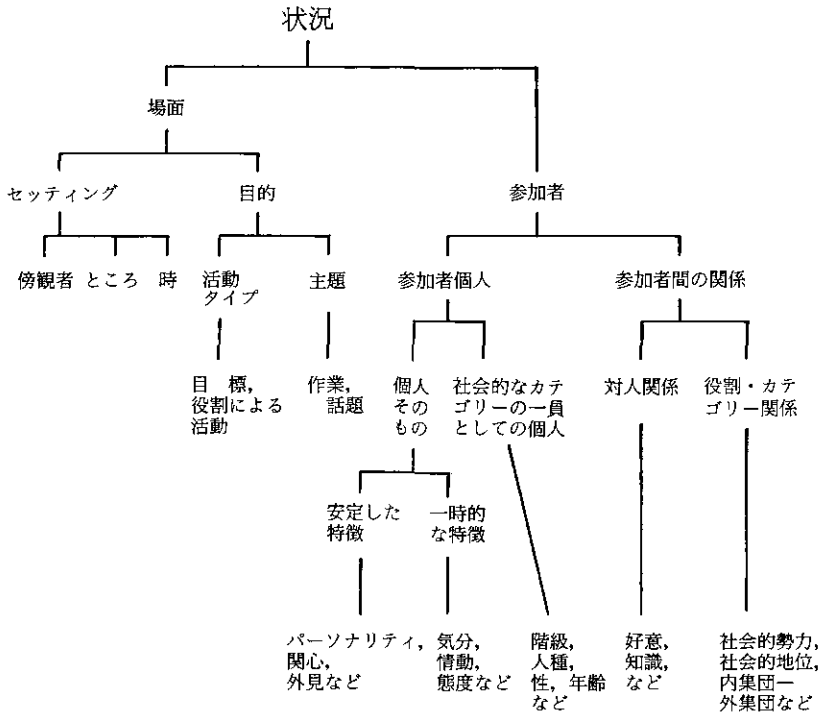 状況
場面
セッティング
目的
参加者
傍観者
ところ
時
活動
タイプ
主題
参加者個人
参加者間の関係
目　標,
役割による
活動
作業,
話題
個人
その
もの
社会的なカテ
ゴリーの一員
としての個人
対人関係
役割・カテ
ゴリー関係
安定した
特徴
一時的
な特徴
パーソナリティ,
関心,
外見など
気分,
情動,
態度など
階級,
人種,
性, 年齢
など
好意,
知識,
など
社会的勢力,
社会的地位,
内集団ー
外集団など